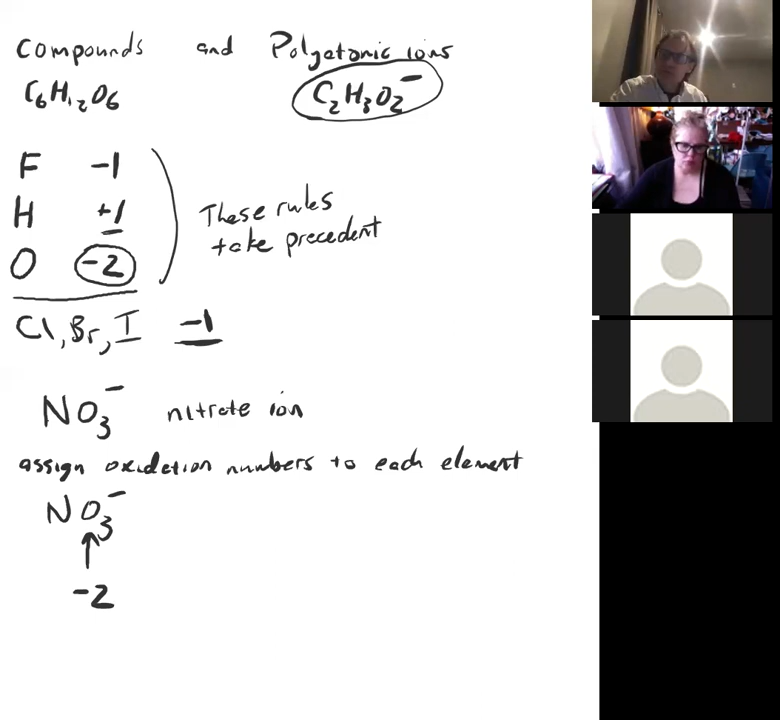 Compounds and Polyatomic ions
C6H12O6 C2H3O2-
F -1
H +1
O -2
These rules
take precedent
Cl, Br, I -1
NO3- nitrate ion
assign oxidation numbers to each element
NO3-
-2